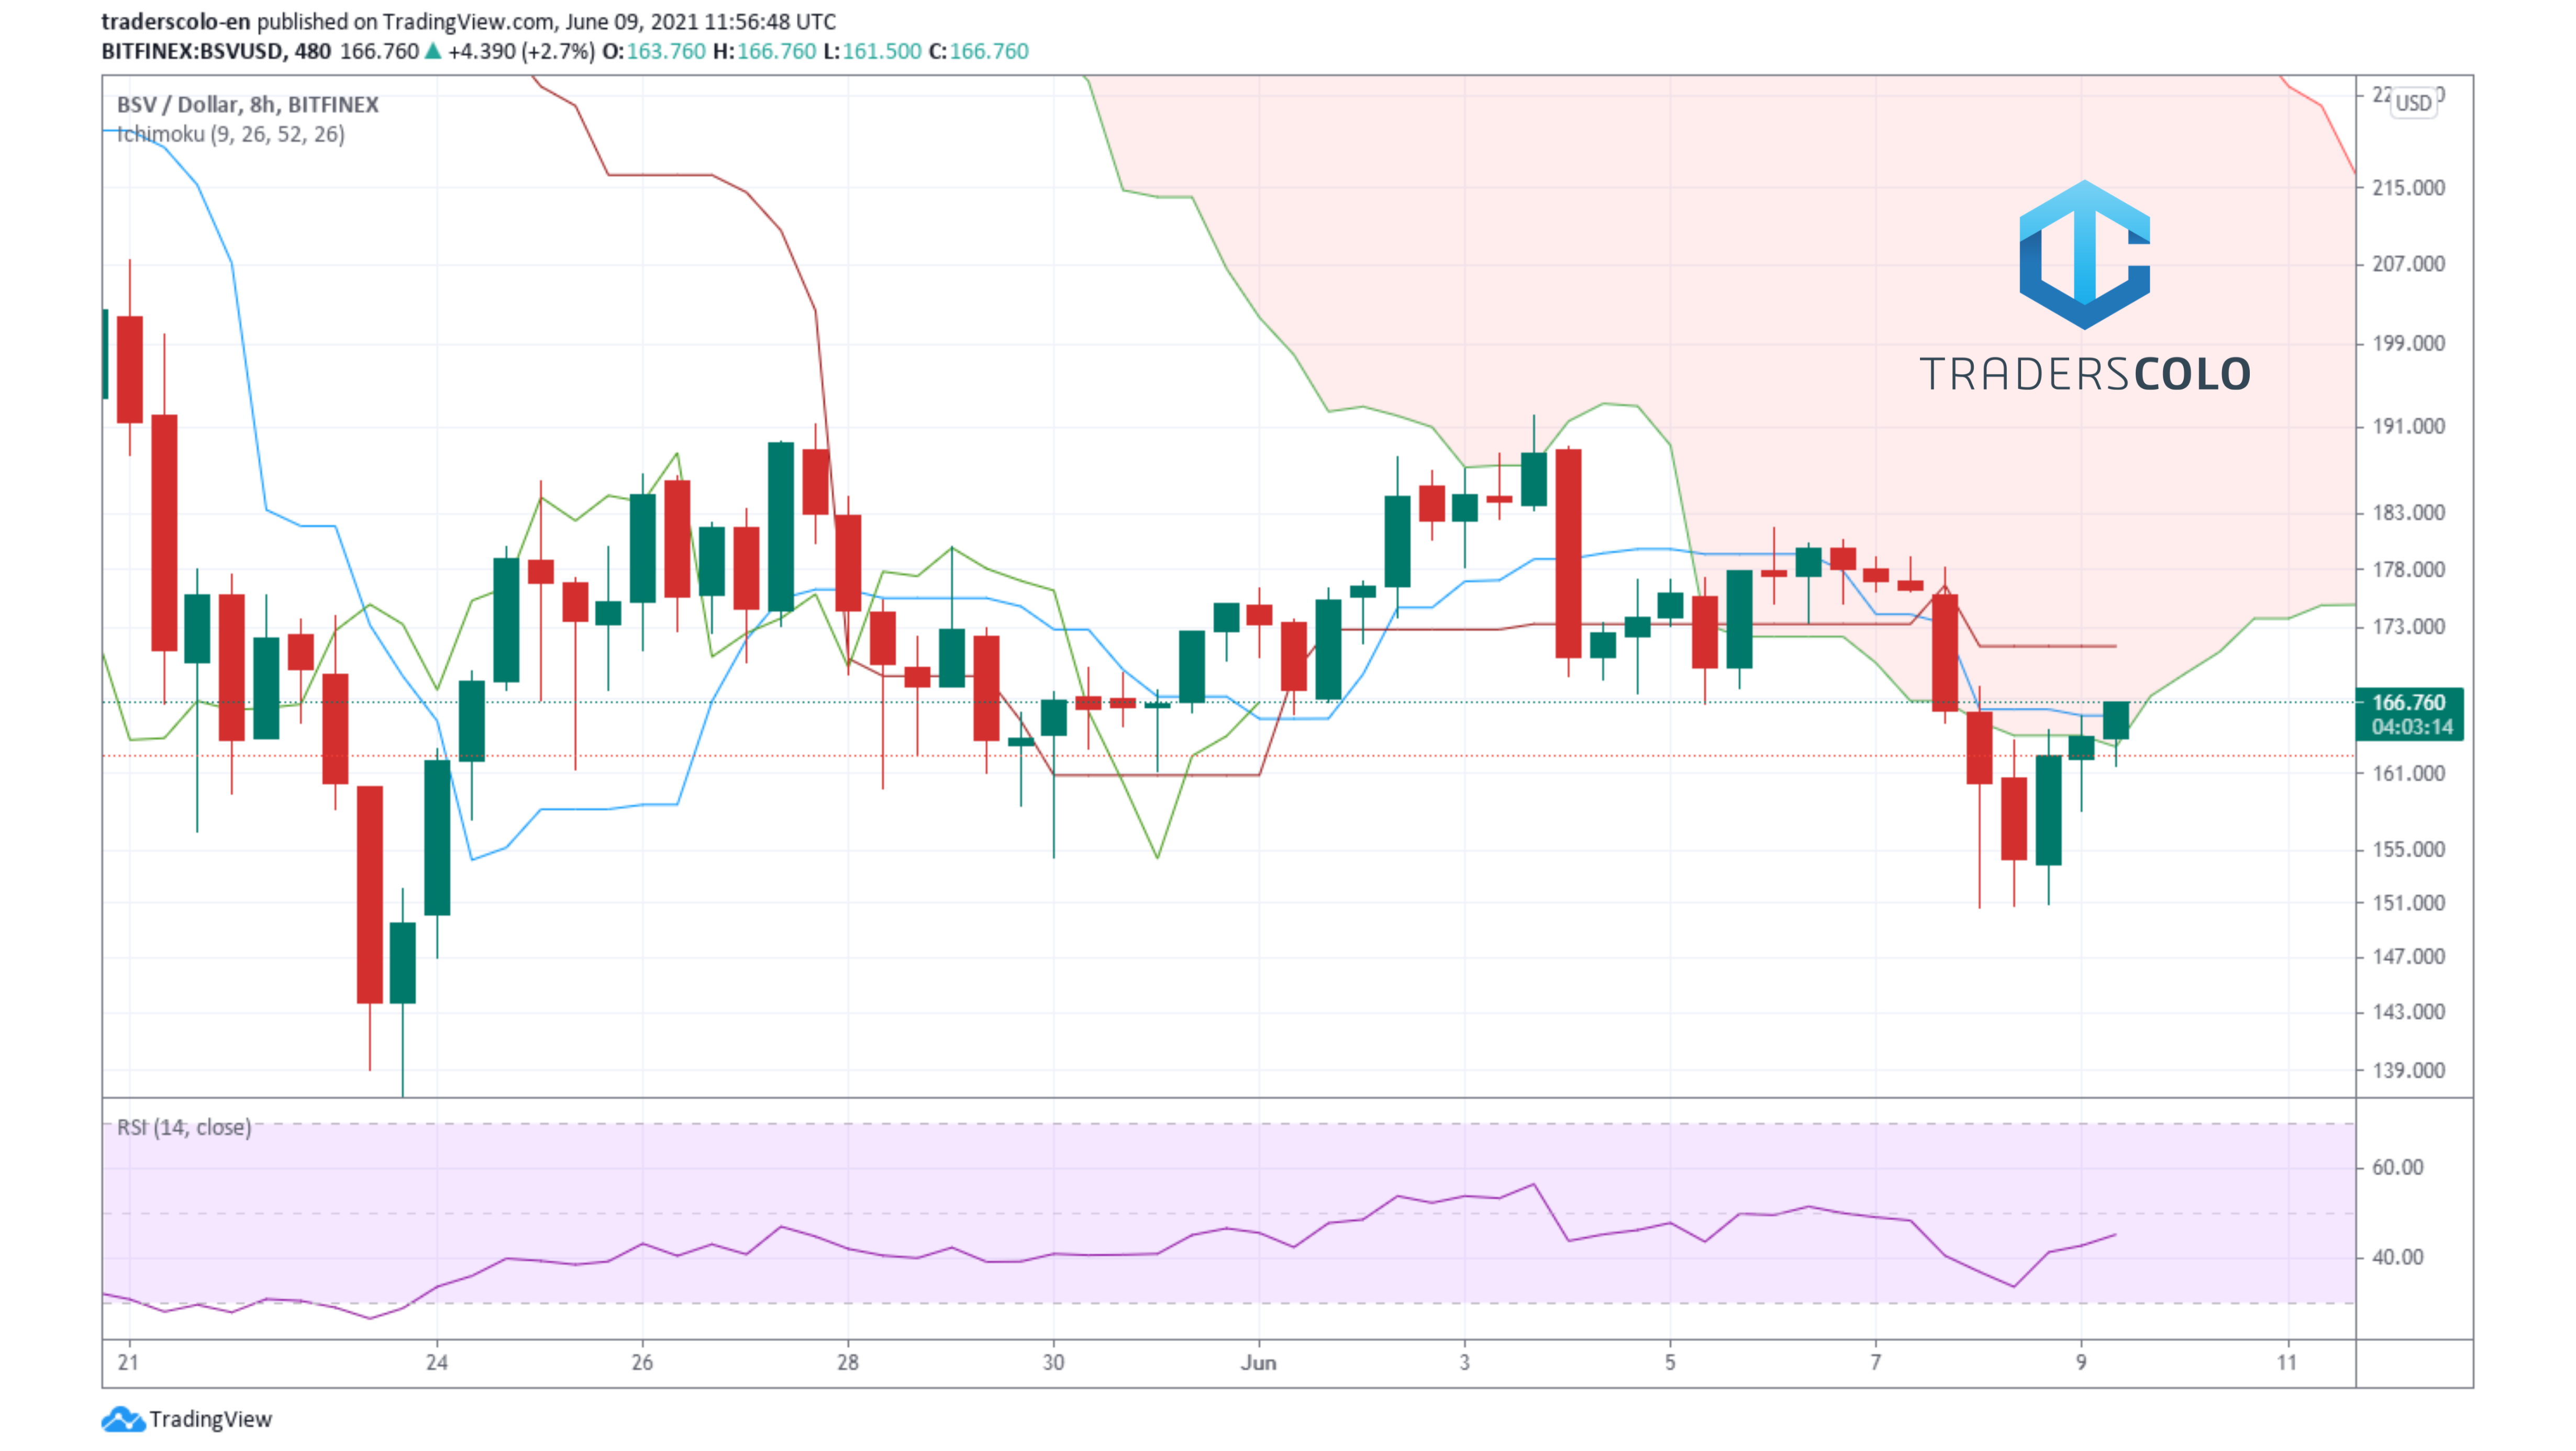 traderscolo-en published on TradingView.com, June 09, 2021 11:56:48 UTC
BITFINEX:BSVUSD, 480 166.760 ▲ +4.390 (+2.7%) O:163.760 H:166.760 L:161.500 C:166.760
BSV / Dollar, 8h, BITFINEX
Ichimoku (9, 26, 52, 26)
USD
215.000
207.000
199.000
191.000
183.000
178.000
173.000
166.760
04:03:14
161.000
155.000
151.000
147.000
143.000
139.000
TRADERSCOLO
RSI (14, close)
60.00
40.00
21 24 26 28 30 Jun 3 5 7 9 11
TradingView